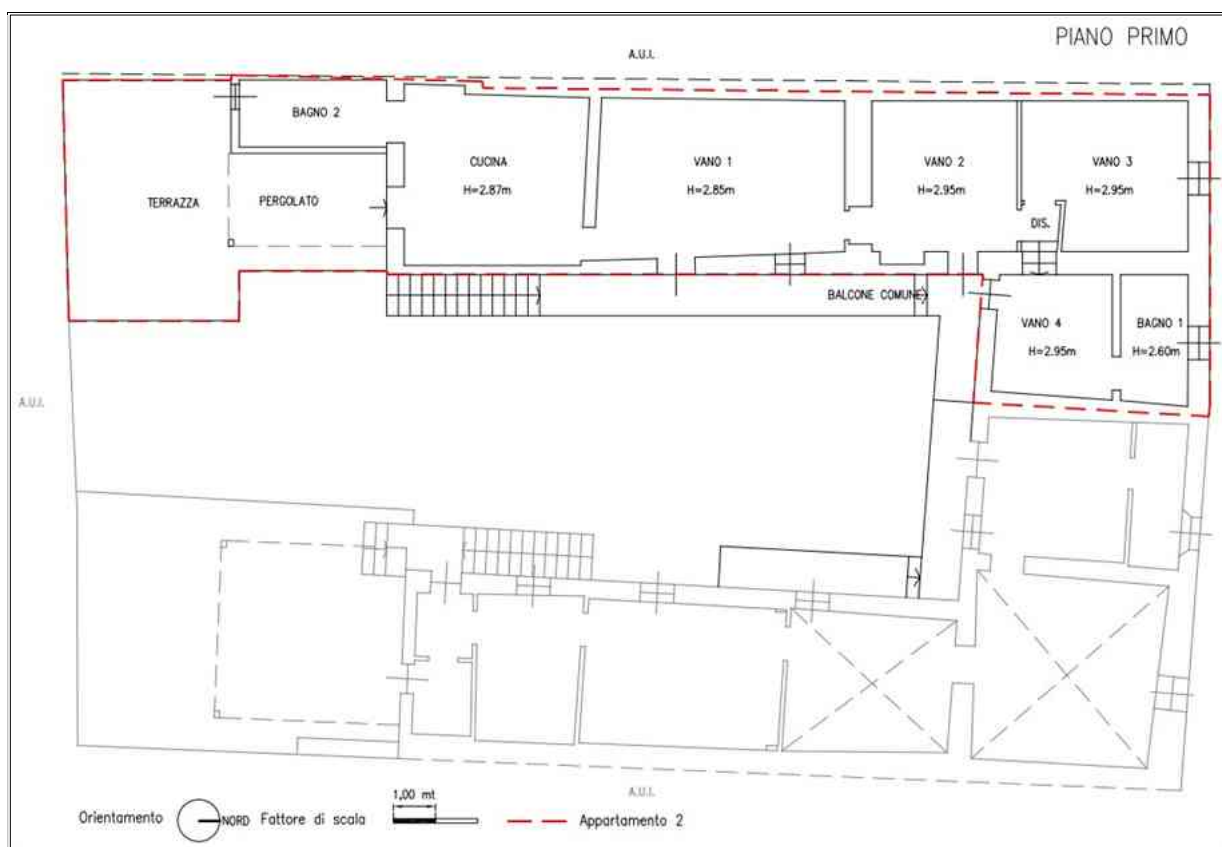 PIANO PRIMO
A.U.I.
BAGNO 2
CUCINA
H=2.87m
VANO 1
H=2.85m
VANO 2
H=2.95m
VANO 3
H=2.95m
TERRAZZA
PERGOLATO
DIS.
BALCONE COMUNE
VANO 4
H=2.95m
BAGNO 1
H=2.60m
A.U.I.
A.U.I.
Orientamento
NORD
Fattore di scala
1,00 mt.
Appartamento 2